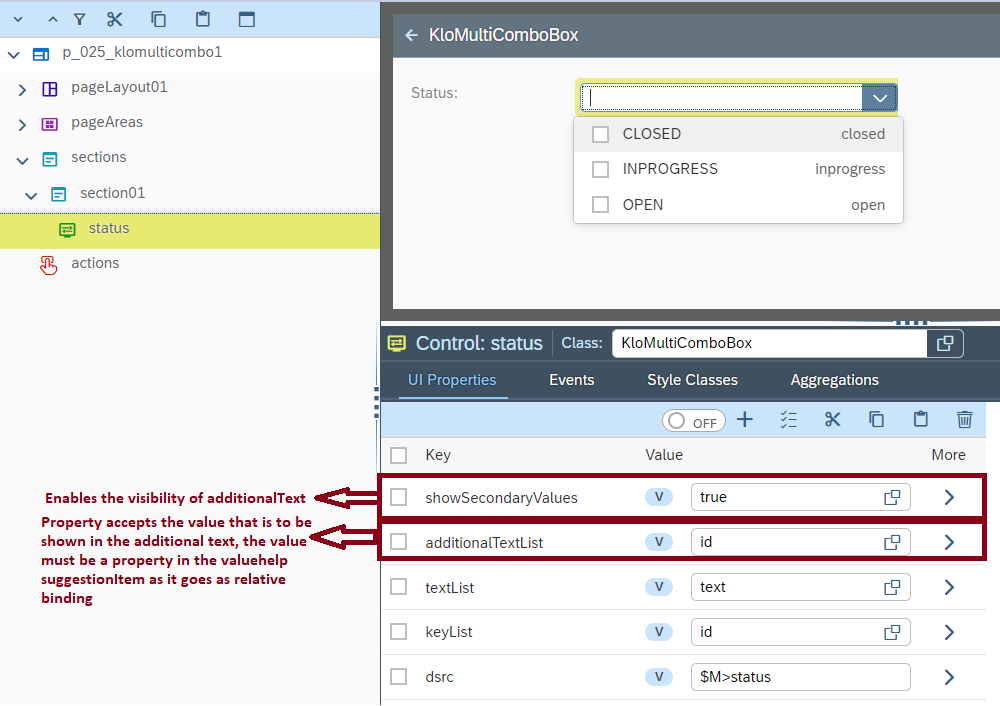 p_025_klomulticombo1
pageLayout01
pageAreas
sections
section01
status
actions
KloMultiComboBox
Status:
CLOSED closed
INPROGRESS inprogress
OPEN open
Control: status Class: KloMultiComboBox
UI Properties Events Style Classes Aggregations
OFF
Key Value More
showSecondaryValues V true
additionalTextList V id
textList V text
keyList V id
dsrc V $M>status
Enables the visibility of additionalText
Property accepts the value that is to be
shown in the additional text, the value
must be a property in the valuehelp
suggestionItem as it goes as relative
binding